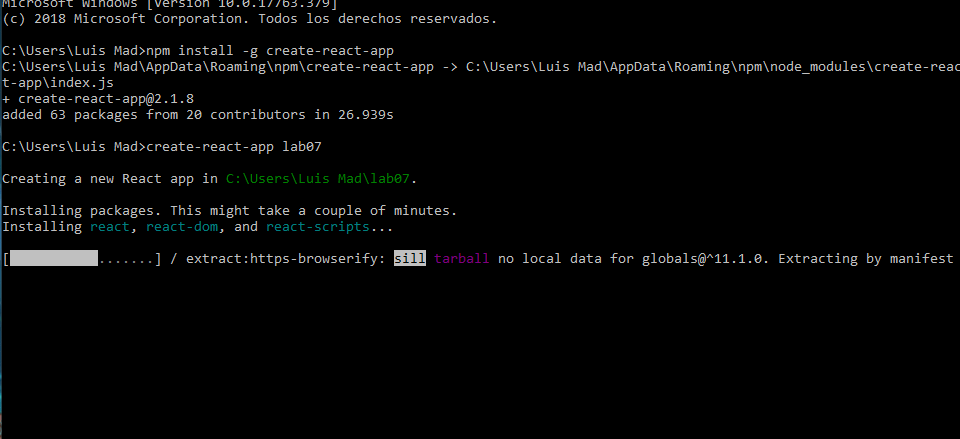 Microsoft Windows [Versión 10.0.17763.379]
(c) 2018 Microsoft Corporation. Todos los derechos reservados.
C:\Users\Luis Mad>npm install -g create-react-app
C:\Users\Luis Mad\AppData\Roaming\npm\create-react-app -> C:\Users\Luis Mad\AppData\Roaming\npm\node_modules\create-reac
t-app\index.js
+ create-react-app@2.1.8
added 63 packages from 20 contributors in 26.939s
C:\Users\Luis Mad>create-react-app lab07
Creating a new React app in C:\Users\Luis Mad\lab07.
Installing packages. This might take a couple of minutes.
Installing react, react-dom, and react-scripts...
[ .......] / extract:https-browserify: sill tarball no local data for globals@^11.1.0. Extracting by manifest